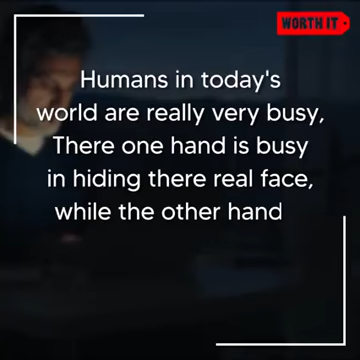 WORTH IT
Humans in today's
world are really very busy,
There one hand is busy
in hiding there real face,
while the other hand